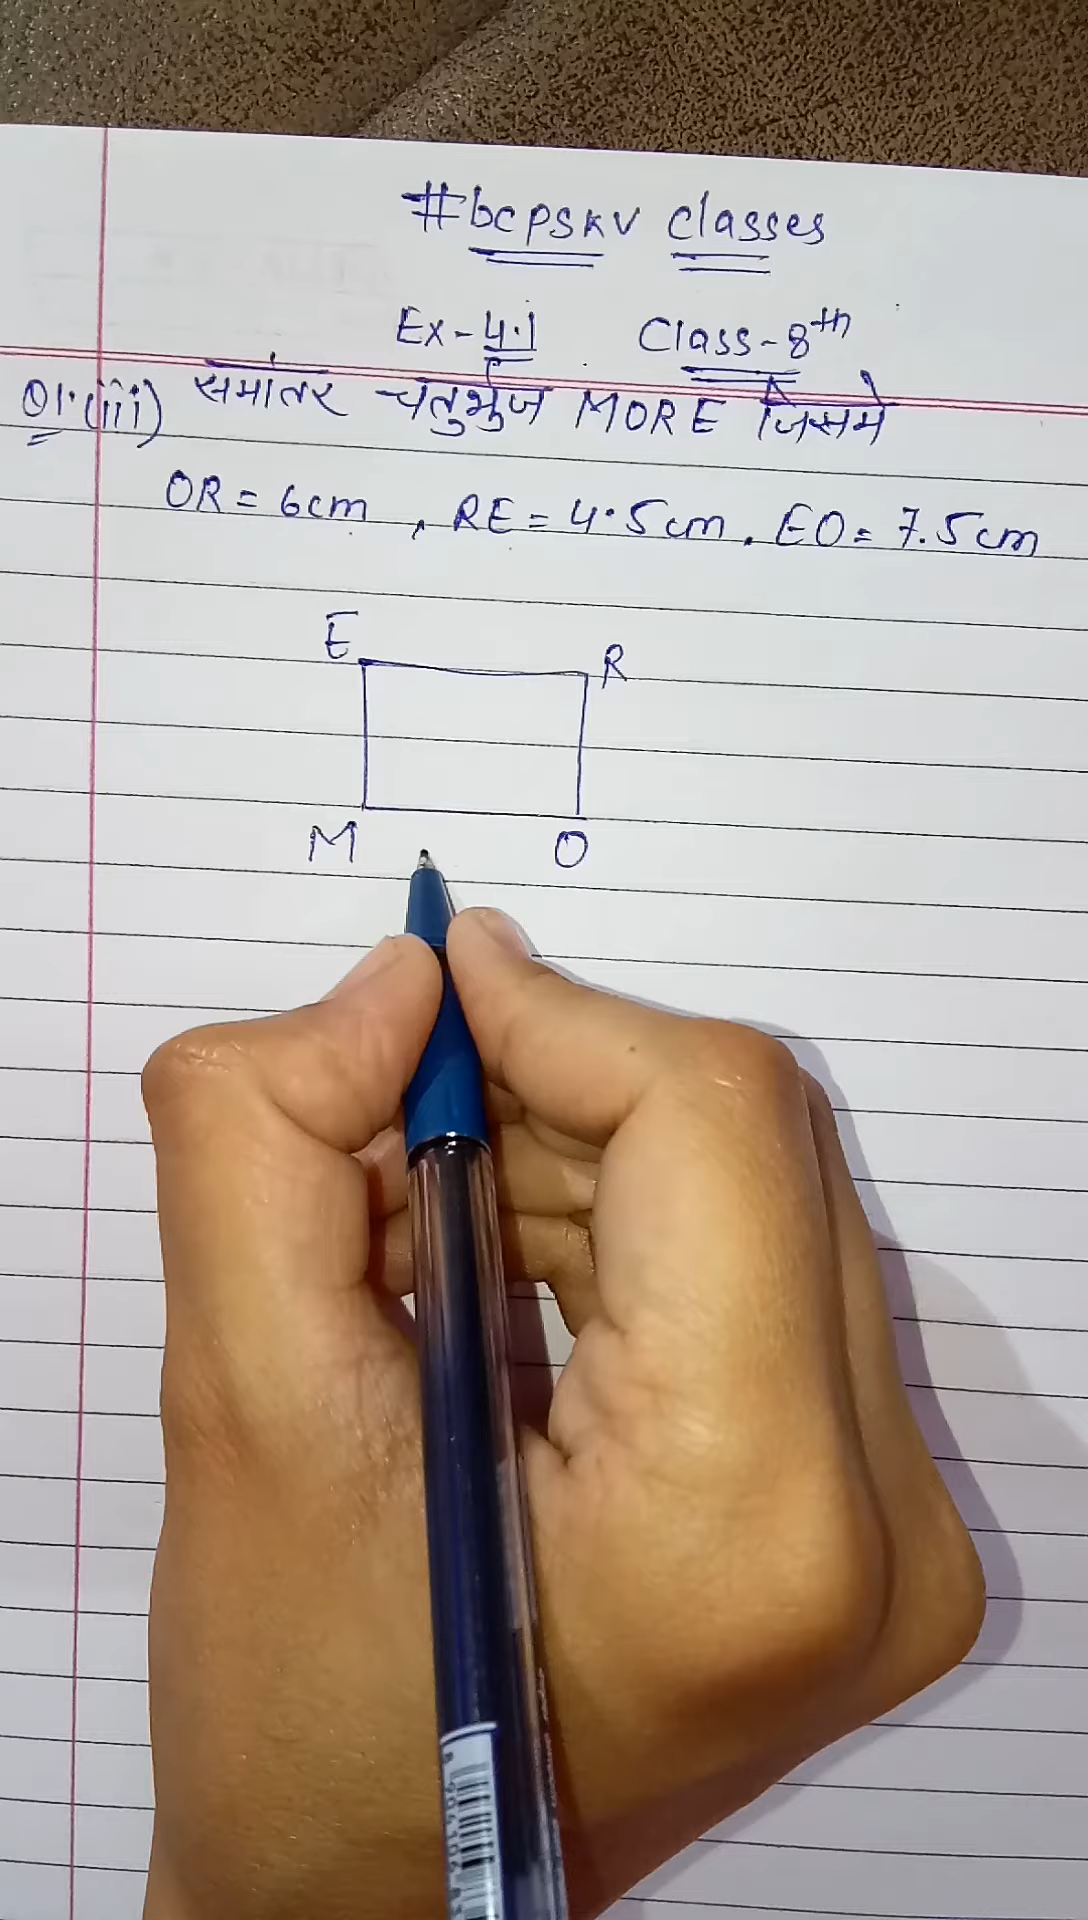 #bcpskv classes
Ex-4.1 Class-8th
Q1.(iii) समांतर चतुर्भुज MORE जिसमें
OR = 6cm, RE = 4.5cm, EO = 7.5cm
E R
M O